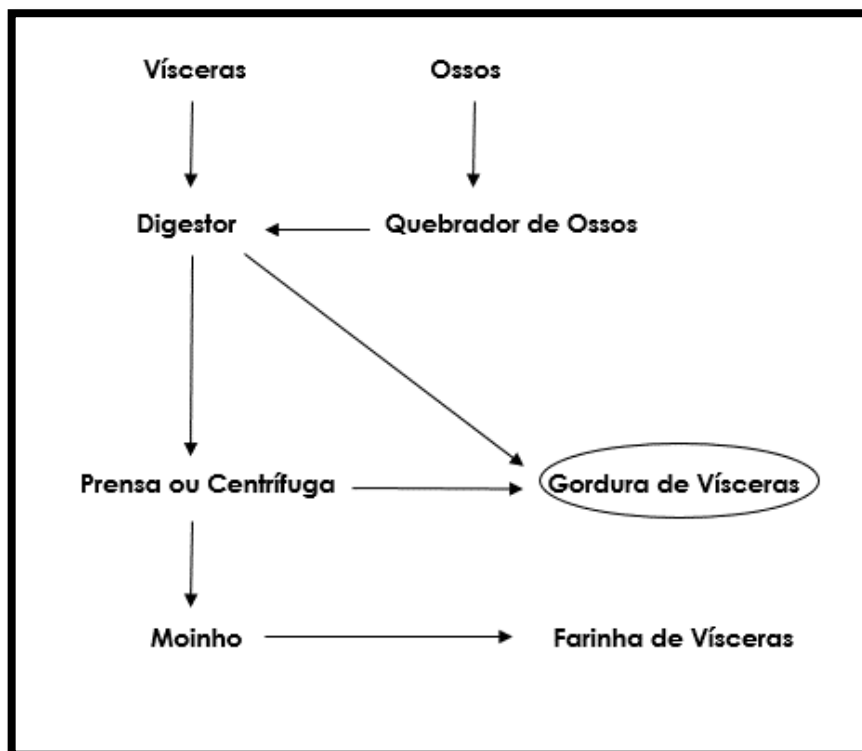 Vísceras
Ossos
Digestor
Quebrador de Ossos
Prensa ou Centrífuga
Gordura de Vísceras
Moinho
Farinha de Vísceras